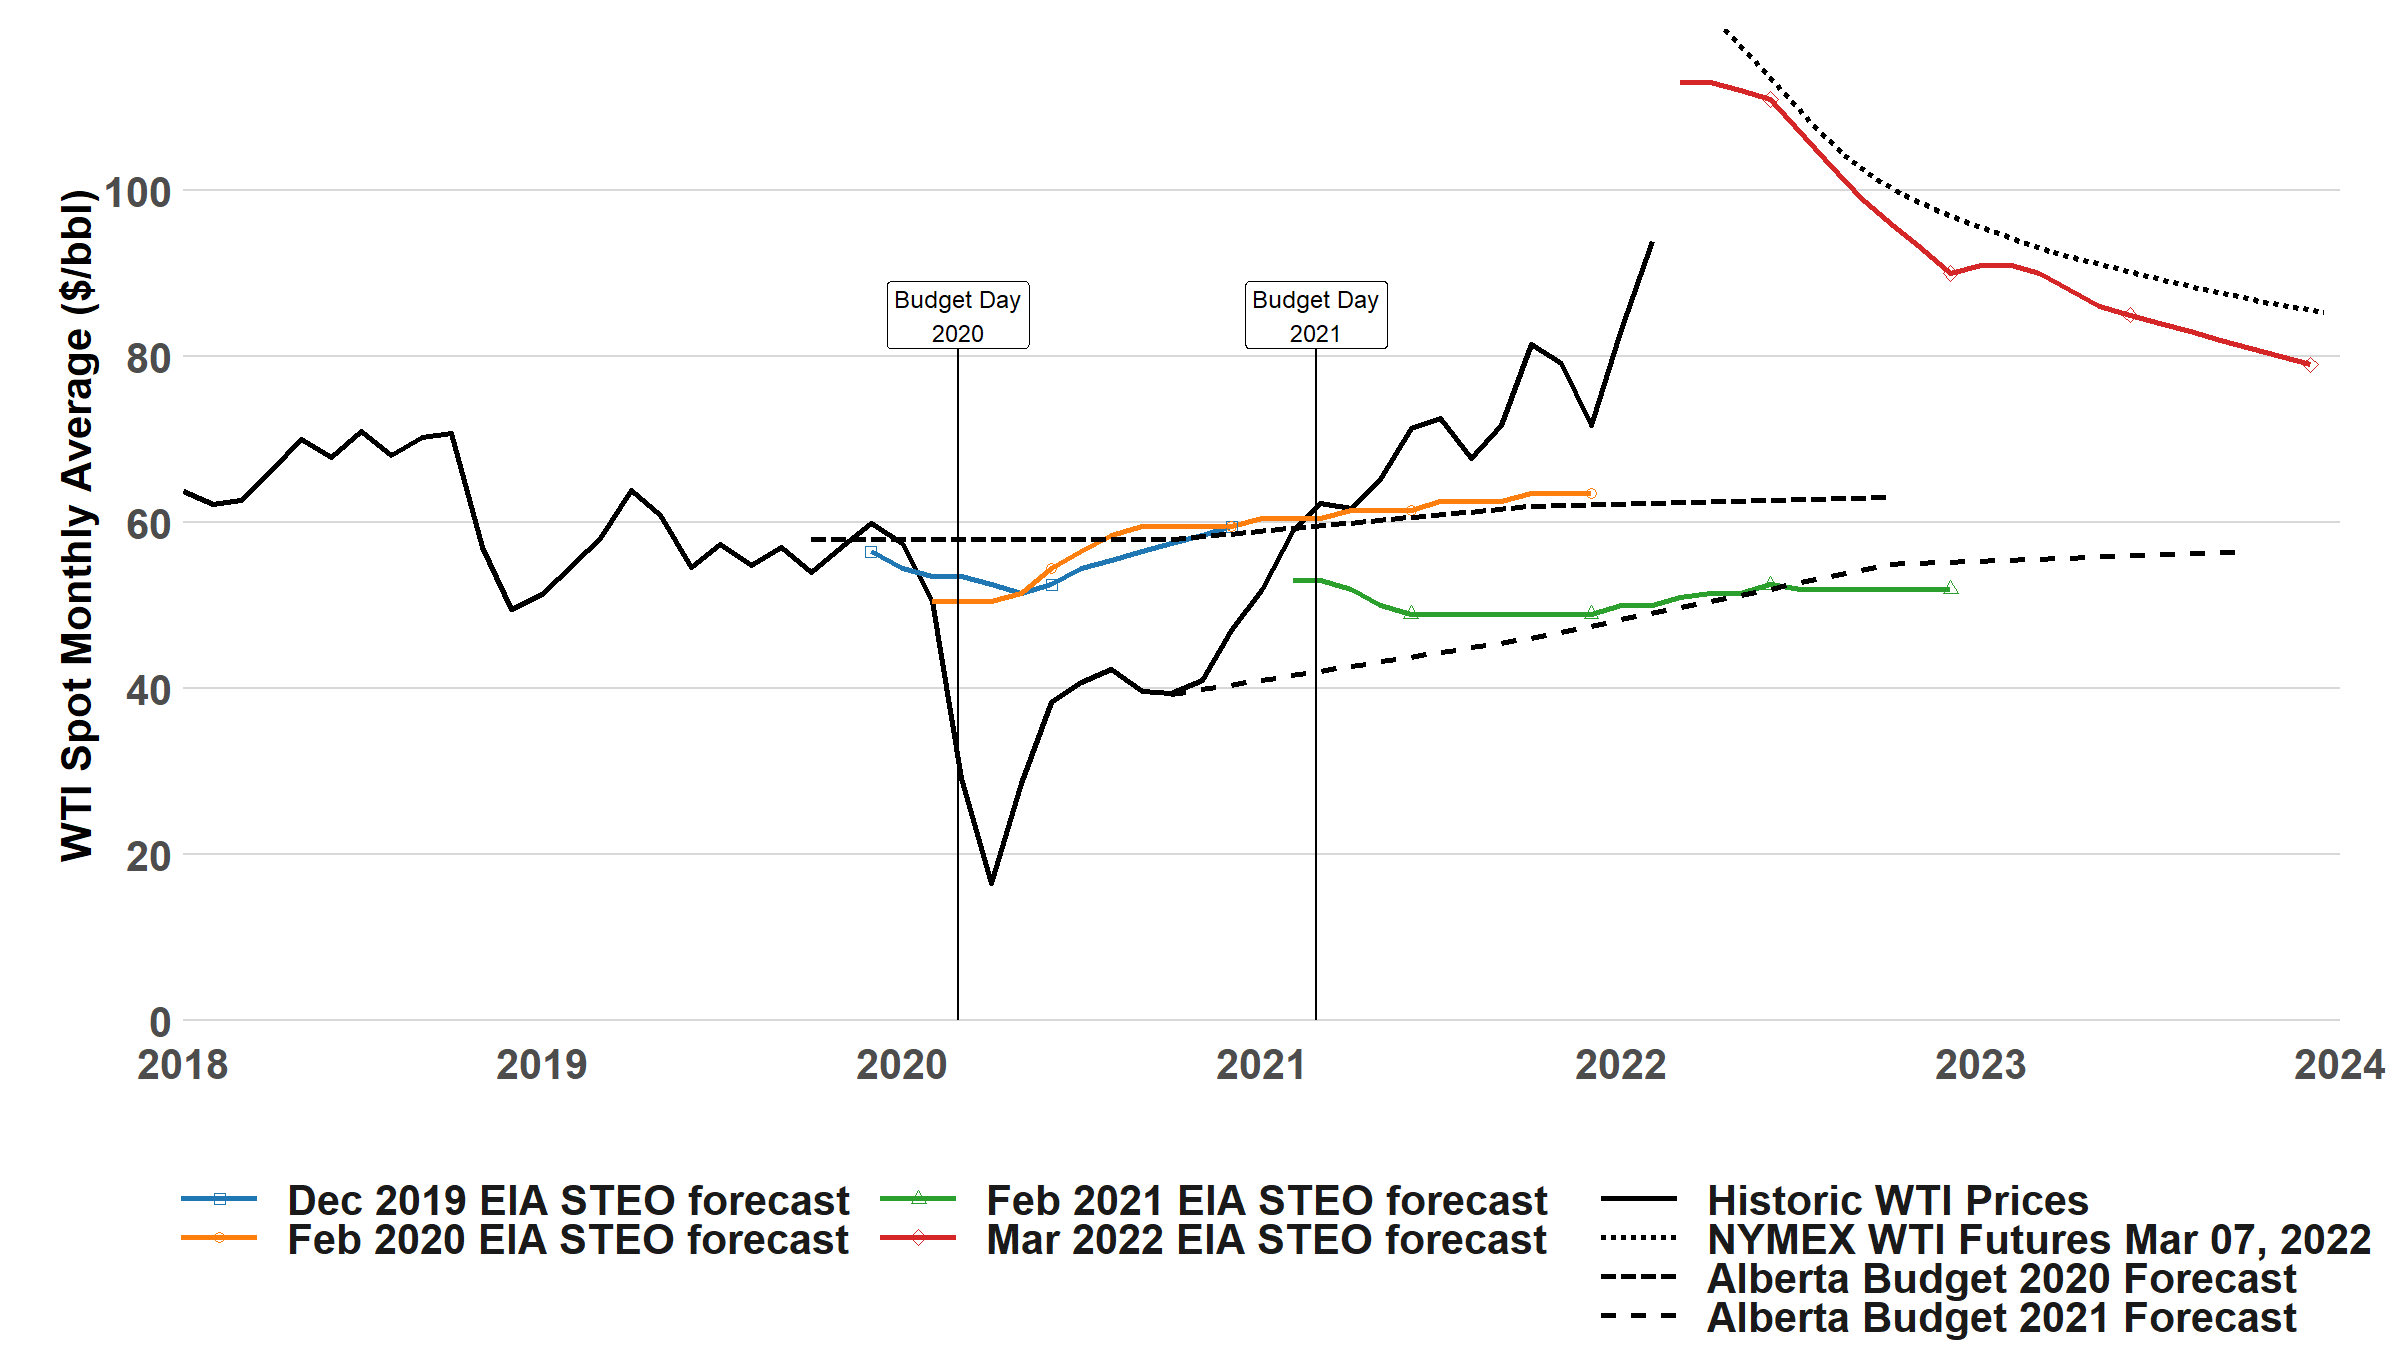 WTI Spot Monthly Average ($/bbl)
100
80
60
40
20
0
Budget Day
2020
Budget Day
2021
2018 2019 2020 2021 2022 2023 2024
Dec 2019 EIA STEO forecast
Feb 2020 EIA STEO forecast
Feb 2021 EIA STEO forecast
Mar 2022 EIA STEO forecast
Historic WTI Prices
NYMEX WTI Futures Mar 07, 2022
Alberta Budget 2020 Forecast
Alberta Budget 2021 Forecast